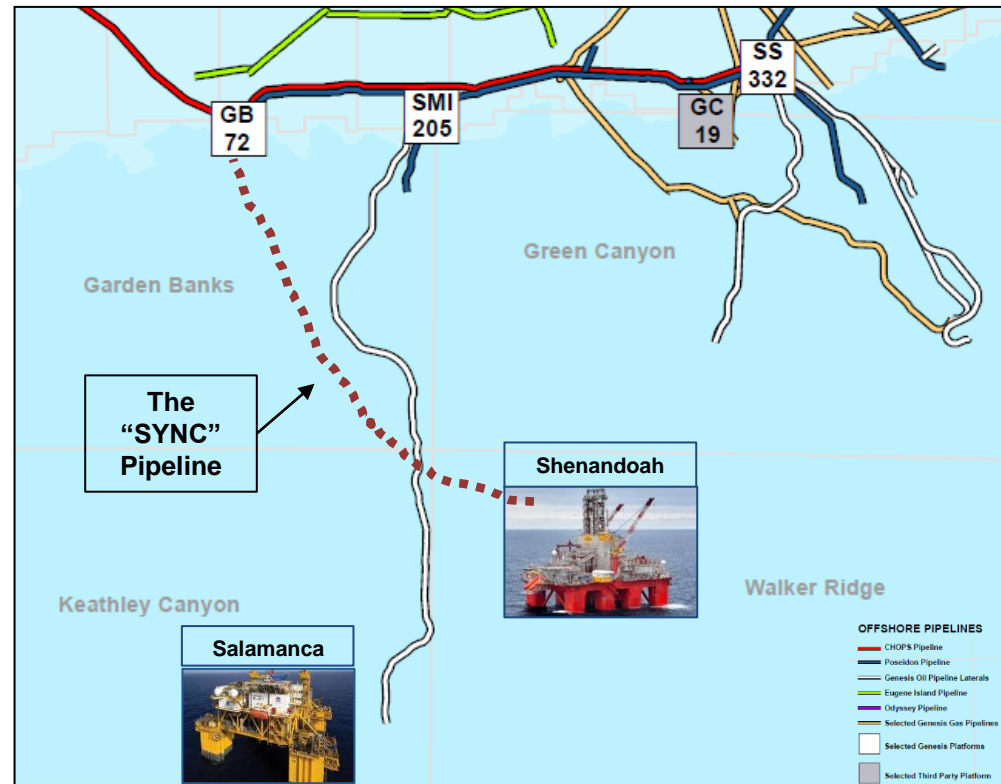 SS
332
GB
72
SMI
205
GC
19
Green Canyon
Garden Banks
The
“SYNC”
Pipeline
Shenandoah
Keathley Canyon
Walker Ridge
Salamanca
OFFSHORE PIPELINES
CHOPS Pipeline
Poseidon Pipeline
Genesis Oil Pipeline Laterals
Eugene Island Pipeline
Odyssey Pipeline
Selected Genesis Gas Pipelines
Selected Genesis Platforms
Selected Third Party Platform